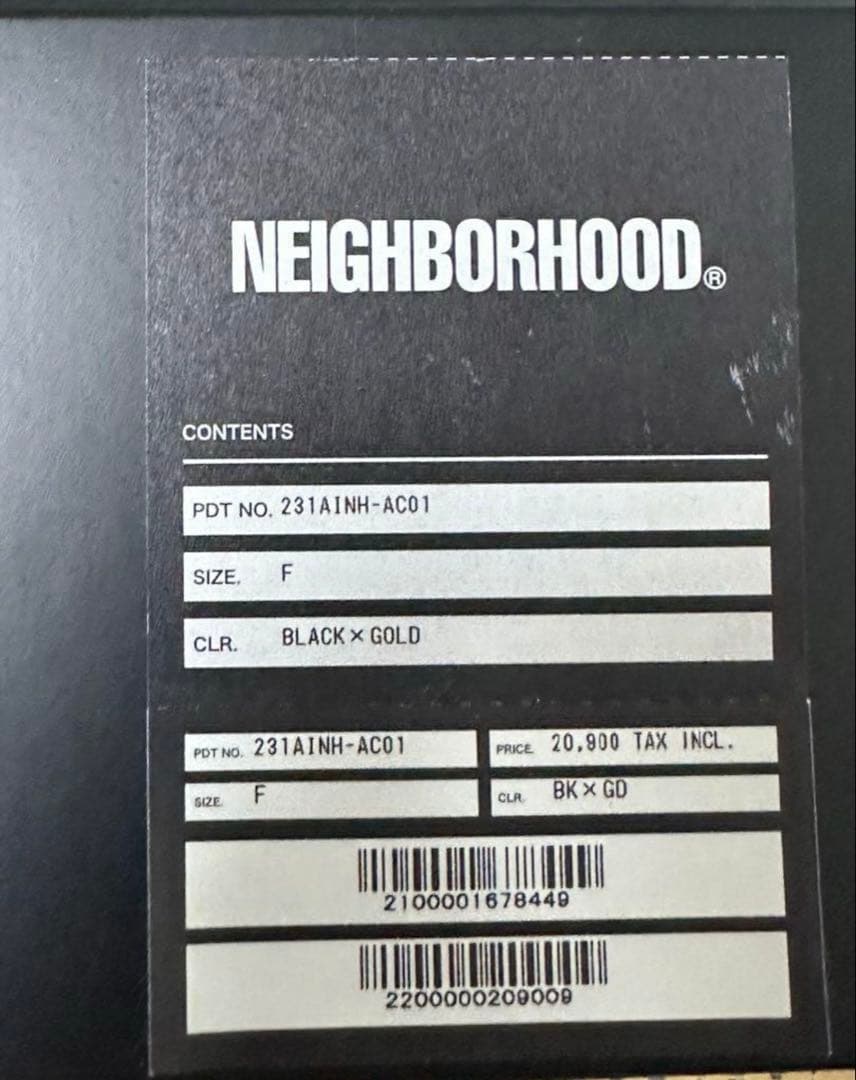 NEIGHBORHOOD®
CONTENTS
PDT NO. 231AINH-AC01
SIZE. F
CLR. BLACK×GOLD
PDT NO. 231AINH-AC01 PRICE 20,900 TAX INCL.
SIZE. F CLR. BK×GD
2100001678449
2200000209009